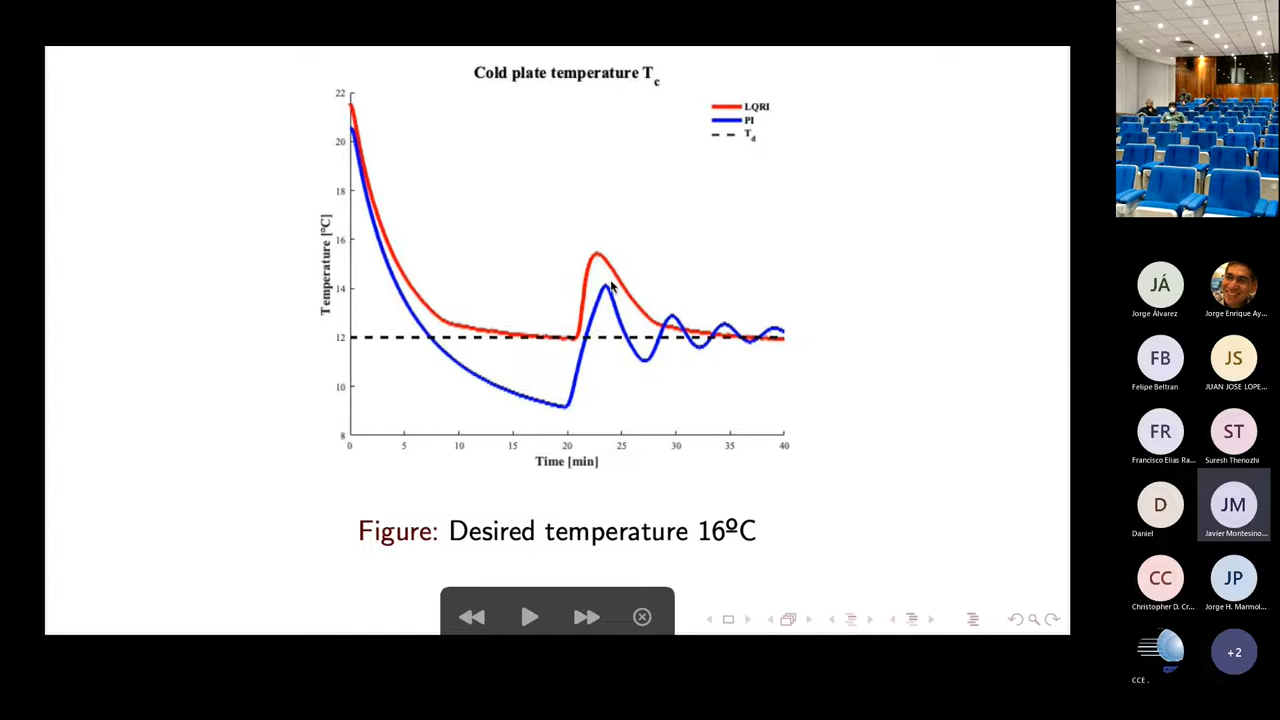 Cold plate temperature Tc
22
20
18
16
14
12
10
8
Temperature [°C]
LQRI
PI
Td
0 5 10 15 20 25 30 35 40
Time [min]
Figure: Desired temperature 16ºC
JÁ
Jorge Álvarez
Jorge Enrique Ay...
FB
Felipe Beltran
JS
JUAN JOSE LOPE...
FR
Francisco Elias Ra...
ST
Suresh Thenozhi
D
Daniel
JM
Javier Montesino...
CC
Christopher D. Cr...
JP
Jorge H. Marmol...
CCE .
+2